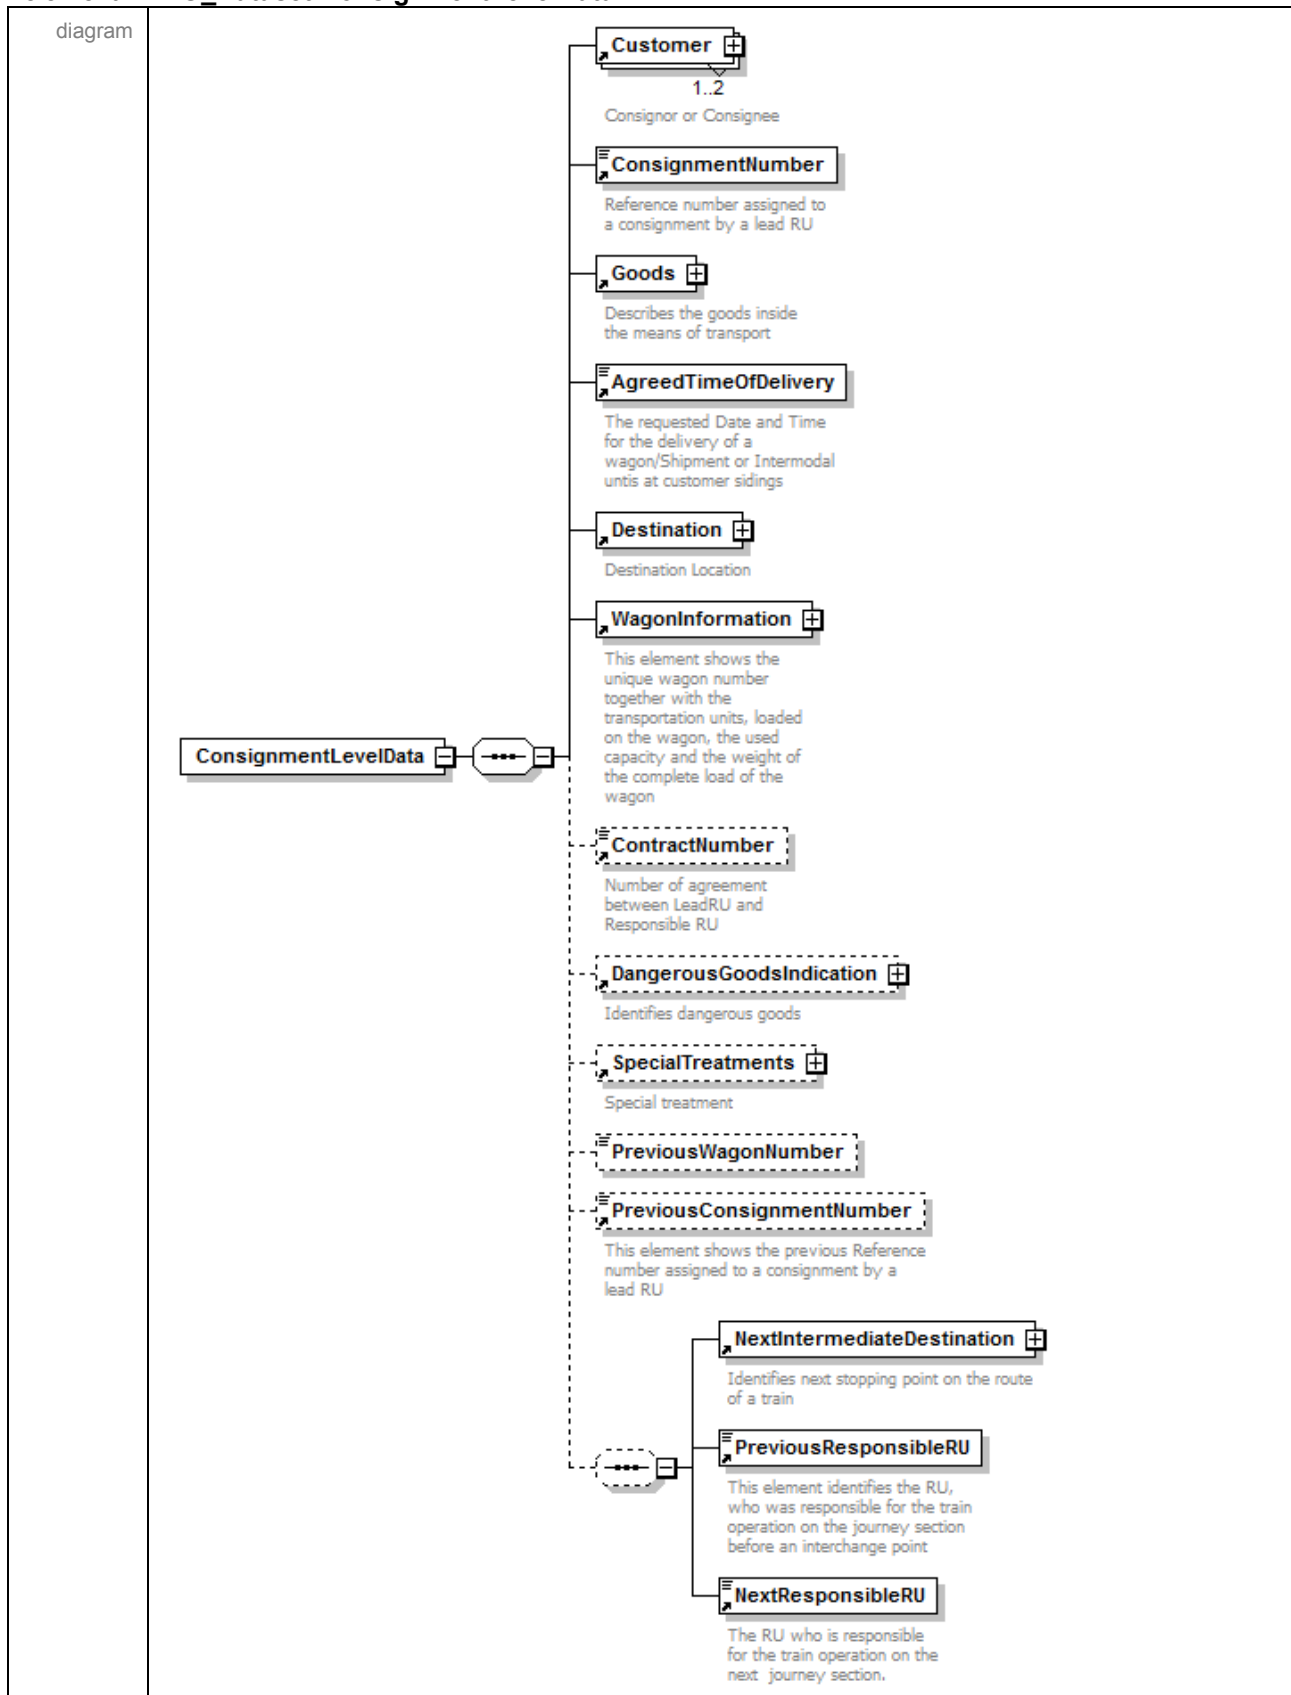 diagram
Customer
1..2
Consignor or Consignee
ConsignmentNumber
Reference number assigned to
a consignment by a lead RU
Goods
Describes the goods inside
the means of transport
AgreedTimeOfDelivery
The requested Date and Time
for the delivery of a
wagon/Shipment or Intermodal
untis at customer sidings
Destination
Destination Location
WagonInformation
This element shows the
unique wagon number
together with the
transportation units, loaded
on the wagon, the used
capacity and the weight of
the complete load of the
wagon
ConsignmentLevelData
ContractNumber
Number of agreement
between LeadRU and
Responsible RU
DangerousGoodsIndication
Identifies dangerous goods
SpecialTreatments
Special treatment
PreviousWagonNumber
PreviousConsignmentNumber
This element shows the previous Reference
number assigned to a consignment by a
lead RU
NextIntermediateDestination
Identifies next stopping point on the route
of a train
PreviousResponsibleRU
This element identifies the RU,
who was responsible for the train
operation on the journey section
before an interchange point
NextResponsibleRU
The RU who is responsible
for the train operation on the
next journey section.